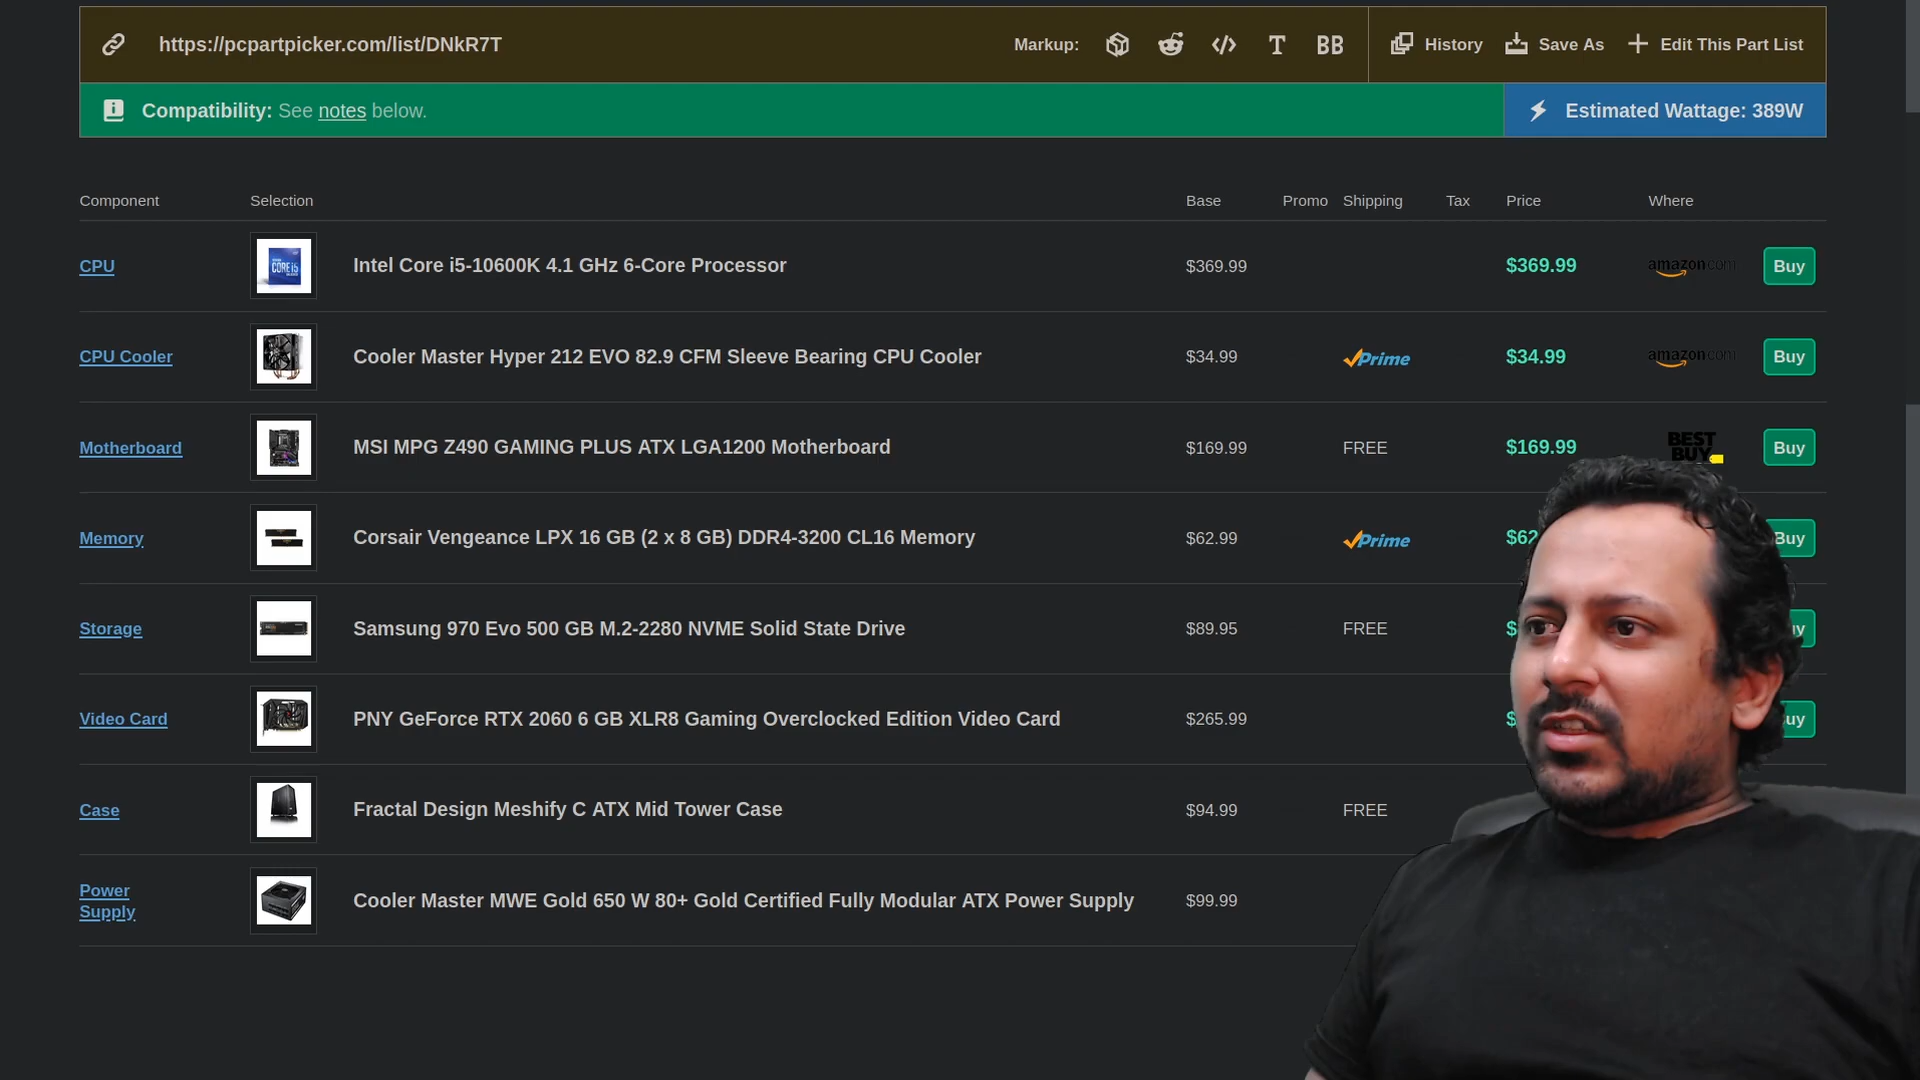 https://pcpartpicker.com/list/DNkR7T Markup: T BB History Save As Edit This Part List
Compatibility: See notes below. Estimated Wattage: 389W
Component Selection Base Promo Shipping Tax Price Where
CPU Intel Core i5-10600K 4.1 GHz 6-Core Processor $369.99 $369.99 amazon.com Buy
CPU Cooler Cooler Master Hyper 212 EVO 82.9 CFM Sleeve Bearing CPU Cooler $34.99 Prime $34.99 amazon.com Buy
Motherboard MSI MPG Z490 GAMING PLUS ATX LGA1200 Motherboard $169.99 FREE $169.99 BEST BUY Buy
Memory Corsair Vengeance LPX 16 GB (2 x 8 GB) DDR4-3200 CL16 Memory $62.99 Prime $62 Buy
Storage Samsung 970 Evo 500 GB M.2-2280 NVME Solid State Drive $89.95 FREE $ uy
Video Card PNY GeForce RTX 2060 6 GB XLR8 Gaming Overclocked Edition Video Card $265.99 $ uy
Case Fractal Design Meshify C ATX Mid Tower Case $94.99 FREE
Power Supply Cooler Master MWE Gold 650 W 80+ Gold Certified Fully Modular ATX Power Supply $99.99